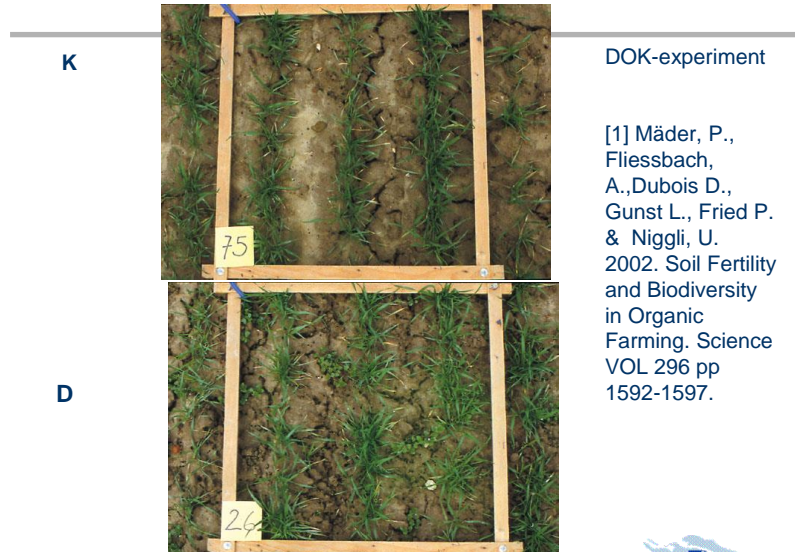 K
DOK-experiment
[1] Mäder, P.,
Fliessbach,
A.,Dubois D.,
Gunst L., Fried P.
& Niggli, U.
2002. Soil Fertility
and Biodiversity
in Organic
Farming. Science
VOL 296 pp
1592-1597.
75
D
26